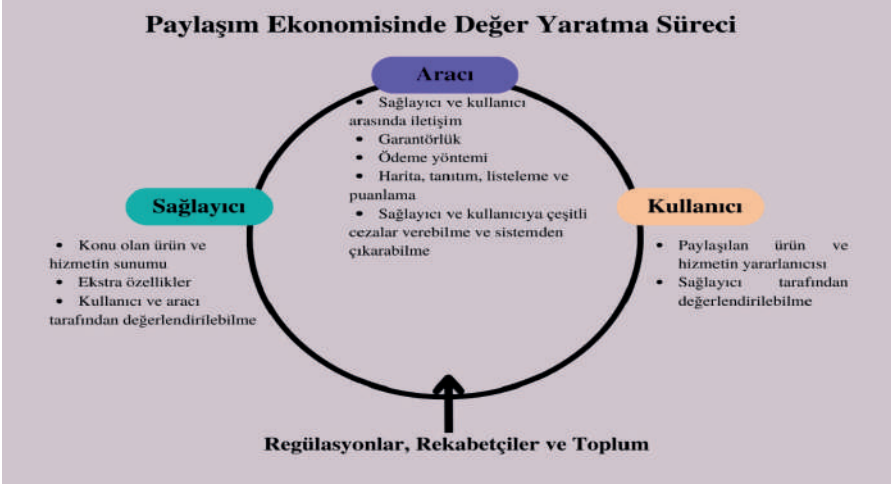 Paylaşım Ekonomisinde Değer Yaratma Süreci
Aracı
• Sağlayıcı ve kullanıcı
arasında iletişim
• Garantörlük
• Ödeme yöntemi
• Harita, tanıtım, listeleme ve
puanlama
• Sağlayıcı ve kullanıcıya çeşitli
cezalar verebilme ve sistemden
çıkarabilme
Sağlayıcı
• Konu olan ürün ve
hizmetin sunumu
• Ekstra özellikler
• Kullanıcı ve aracı
tarafından değerlendirilebilme
Kullanıcı
• Paylaşılan ürün ve
hizmetin yararlanıcısı
• Sağlayıcı tarafından
değerlendirilebilme
Regülasyonlar, Rekabetçiler ve Toplum